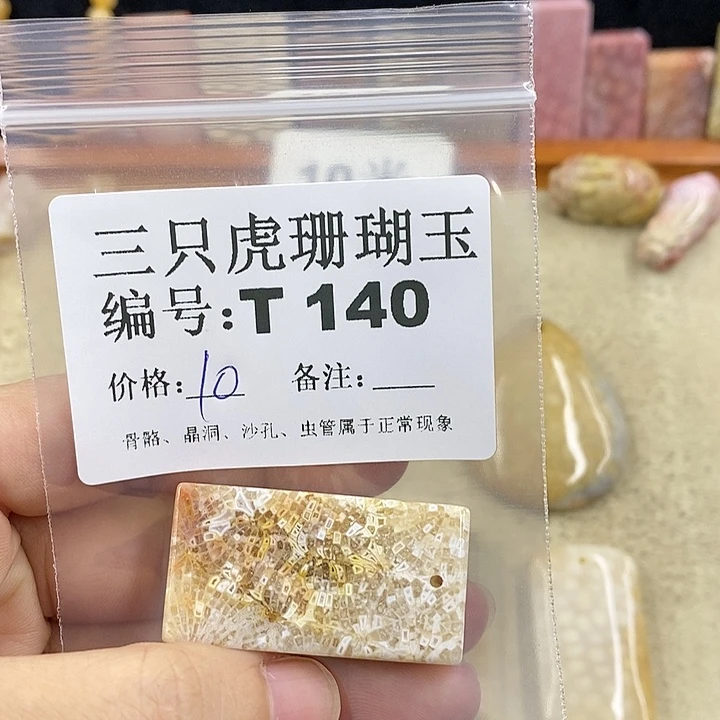 三只虎珊瑚玉
编号:T 140
价格:10 备注:
骨骼、晶洞、沙孔、虫管属于正常现象